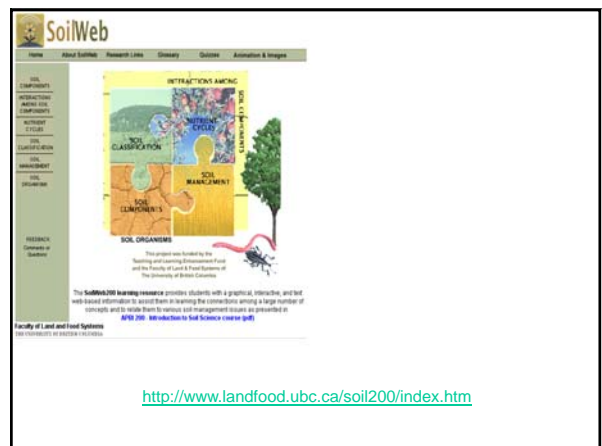 SoilWeb
Home About SoilWeb Research Links Glossary Quizzes Animation & Images
SOIL
COMPONENTS
INTERACTIONS
AMONG SOIL
COMPONENTS
NUTRIENT
CYCLES
SOIL
CLASSIFICATION
SOIL
MANAGEMENT
SOIL
ORGANISMS
FEEDBACK
Comments or
Questions
INTERACTIONS AMONG
SOIL COMPONENTS
NUTRIENT
CYCLES
SOIL
CLASSIFICATION
SOIL
MANAGEMENT
SOIL
COMPONENTS
SOIL ORGANISMS
This project was funded by the
Teaching and Learning Enhancement Fund
and the Faculty of Land & Food Systems of
The University of British Columbia
The SoilWeb200 learning resource provides students with a graphical, interactive, and text
web-based information to assist them in learning the connections among a large number of
concepts and to relate them to various soil management issues as presented in
APBI 200 - Introduction to Soil Science course (pdf)
Faculty of Land and Food Systems
THE UNIVERSITY OF BRITISH COLUMBIA
http://www.landfood.ubc.ca/soil200/index.htm